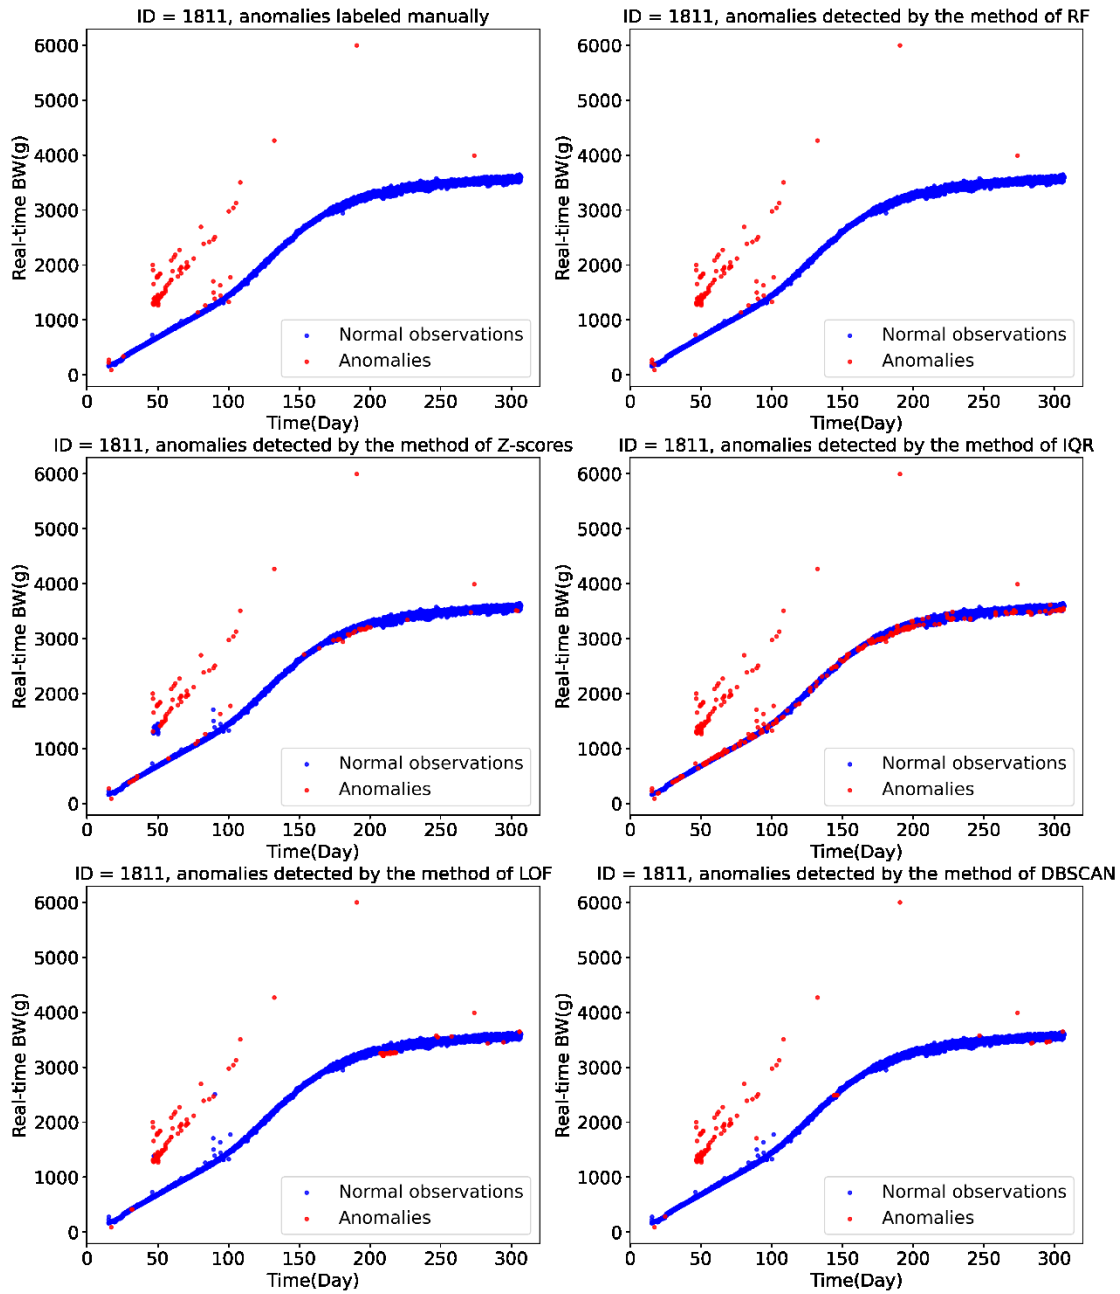 ID = 1811, anomalies labeled manually
6000
5000
4000
3000
2000
1000
0
Real-time BW(g)
Normal observations
Anomalies
0 50 100 150 200 250 300
Time(Day)
ID = 1811, anomalies detected by the method of RF
6000
5000
4000
3000
2000
1000
0
Real-time BW(g)
Normal observations
Anomalies
0 50 100 150 200 250 300
Time(Day)
ID = 1811, anomalies detected by the method of Z-scores
6000
5000
4000
3000
2000
1000
0
Real-time BW(g)
Normal observations
Anomalies
0 50 100 150 200 250 300
Time(Day)
ID = 1811, anomalies detected by the method of IQR
6000
5000
4000
3000
2000
1000
0
Real-time BW(g)
Normal observations
Anomalies
0 50 100 150 200 250 300
Time(Day)
ID = 1811, anomalies detected by the method of LOF
6000
5000
4000
3000
2000
1000
0
Real-time BW(g)
Normal observations
Anomalies
0 50 100 150 200 250 300
Time(Day)
ID = 1811, anomalies detected by the method of DBSCAN
6000
5000
4000
3000
2000
1000
0
Real-time BW(g)
Normal observations
Anomalies
0 50 100 150 200 250 300
Time(Day)